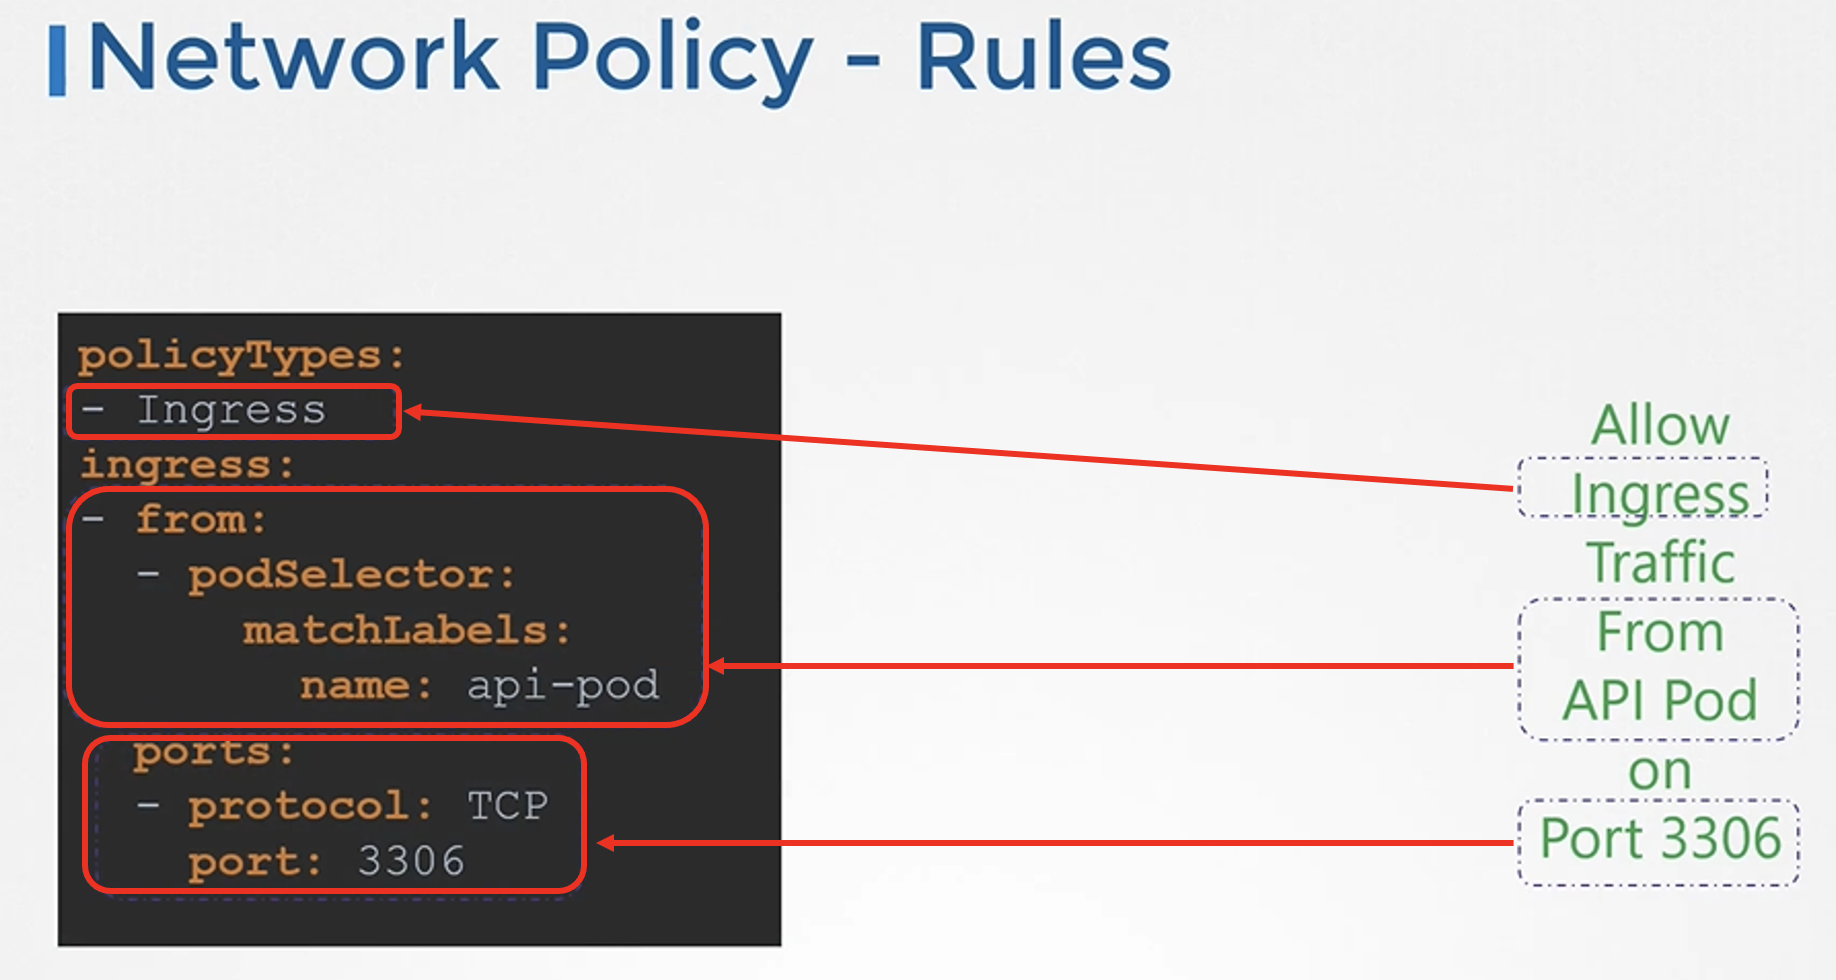 Network Policy - Rules
policyTypes:
- Ingress
ingress:
- from:
  - podSelector:
      matchLabels:
        name: api-pod
  ports:
  - protocol: TCP
    port: 3306
Allow
Ingress
Traffic
From
API Pod
on
Port 3306